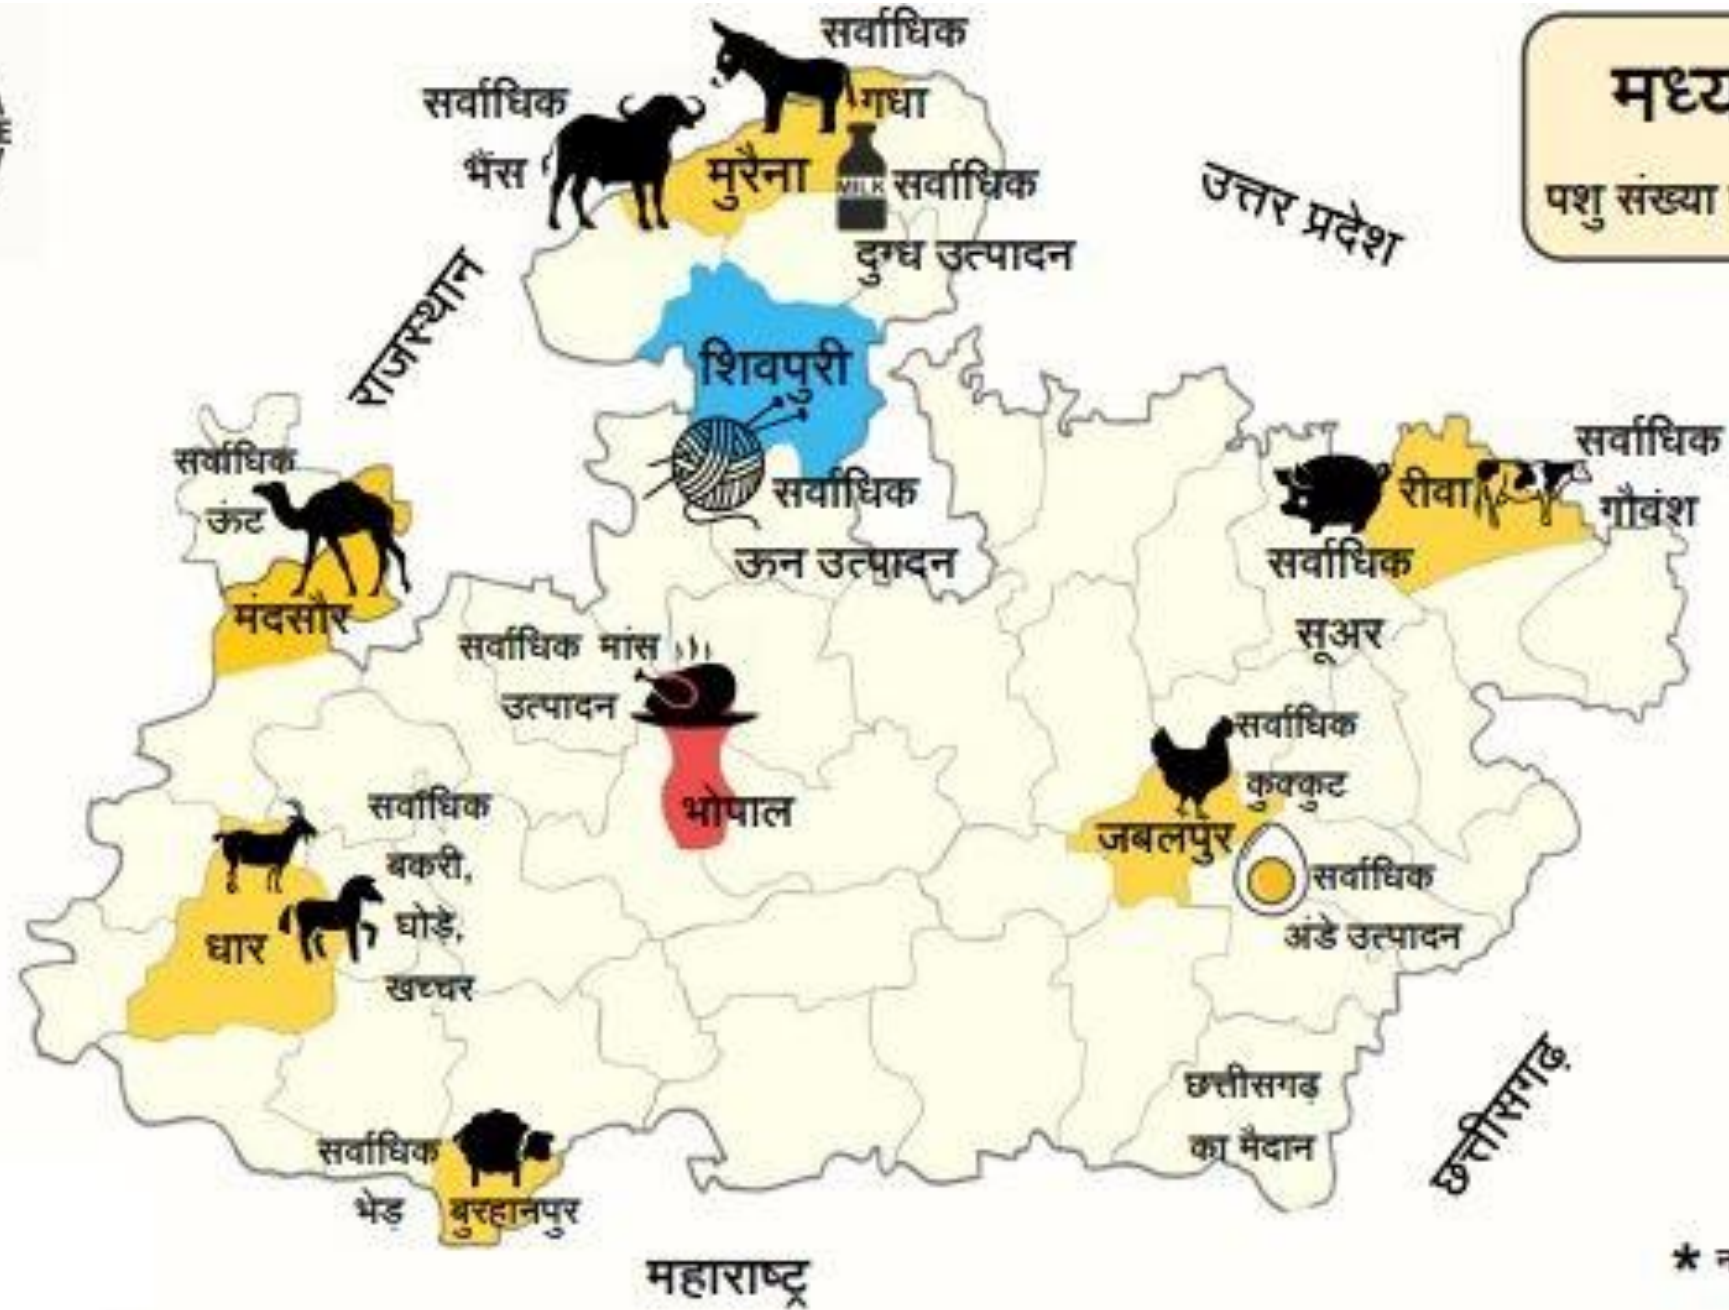 सर्वाधिक
गधा
सर्वाधिक
भैंस
मुरैना
MILK
सर्वाधिक
दुग्ध उत्पादन
उत्तर प्रदेश
पशु संख्या
राजस्थान
शिवपुरी
सर्वाधिक
ऊन उत्पादन
सर्वाधिक
ऊंट
मंदसौर
रीवा
सर्वाधिक
गौवंश
सर्वाधिक
सूअर
सर्वाधिक मांस
उत्पादन
भोपाल
सर्वाधिक
कुक्कुट
जबलपुर
सर्वाधिक
अंडे उत्पादन
सर्वाधिक
बकरी,
घोड़े,
खच्चर
धार
छत्तीसगढ़
का मैदान
छत्तीसगढ़
सर्वाधिक
भेड़
बुरहानपुर
महाराष्ट्र